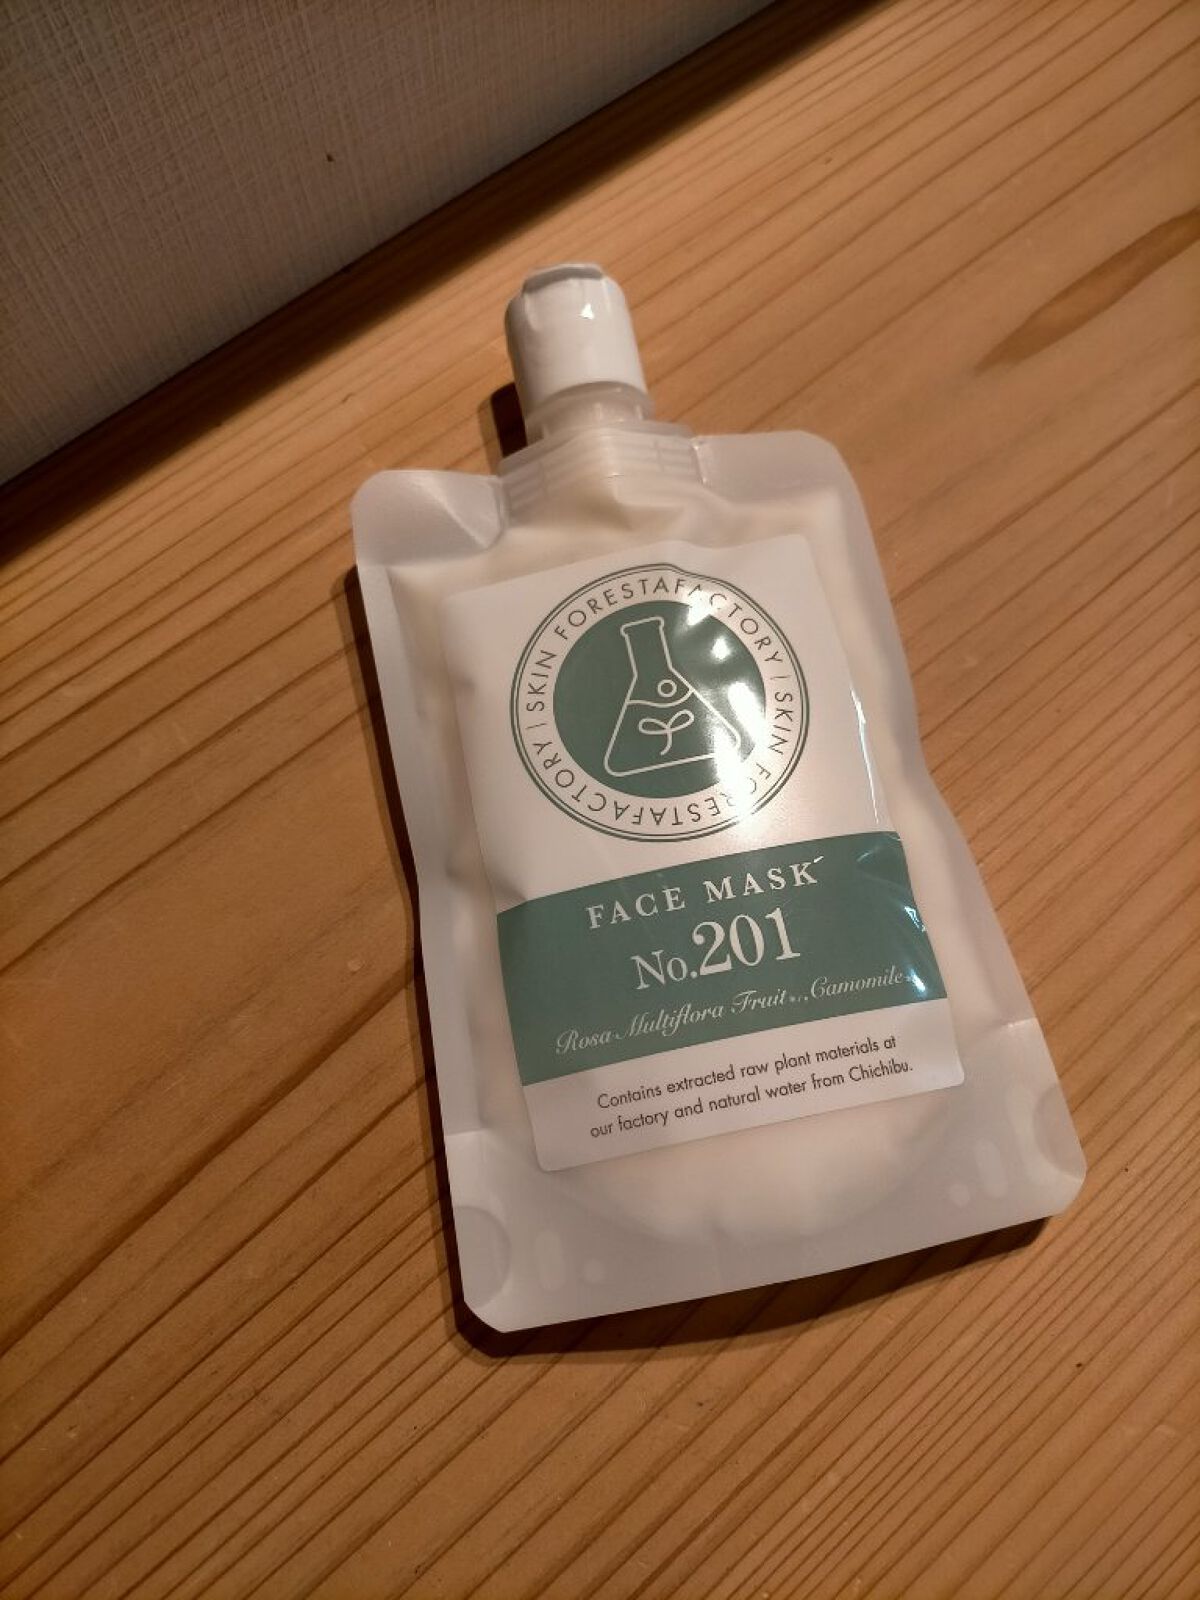 SKIN FORESTAFACTORY | SKIN FORESTAFACTORY |
FACE MASK
No.201
Rosa Multiflora Fruit*, Camomile*
Contains extracted raw plant materials at
our factory and natural water from Chichibu.